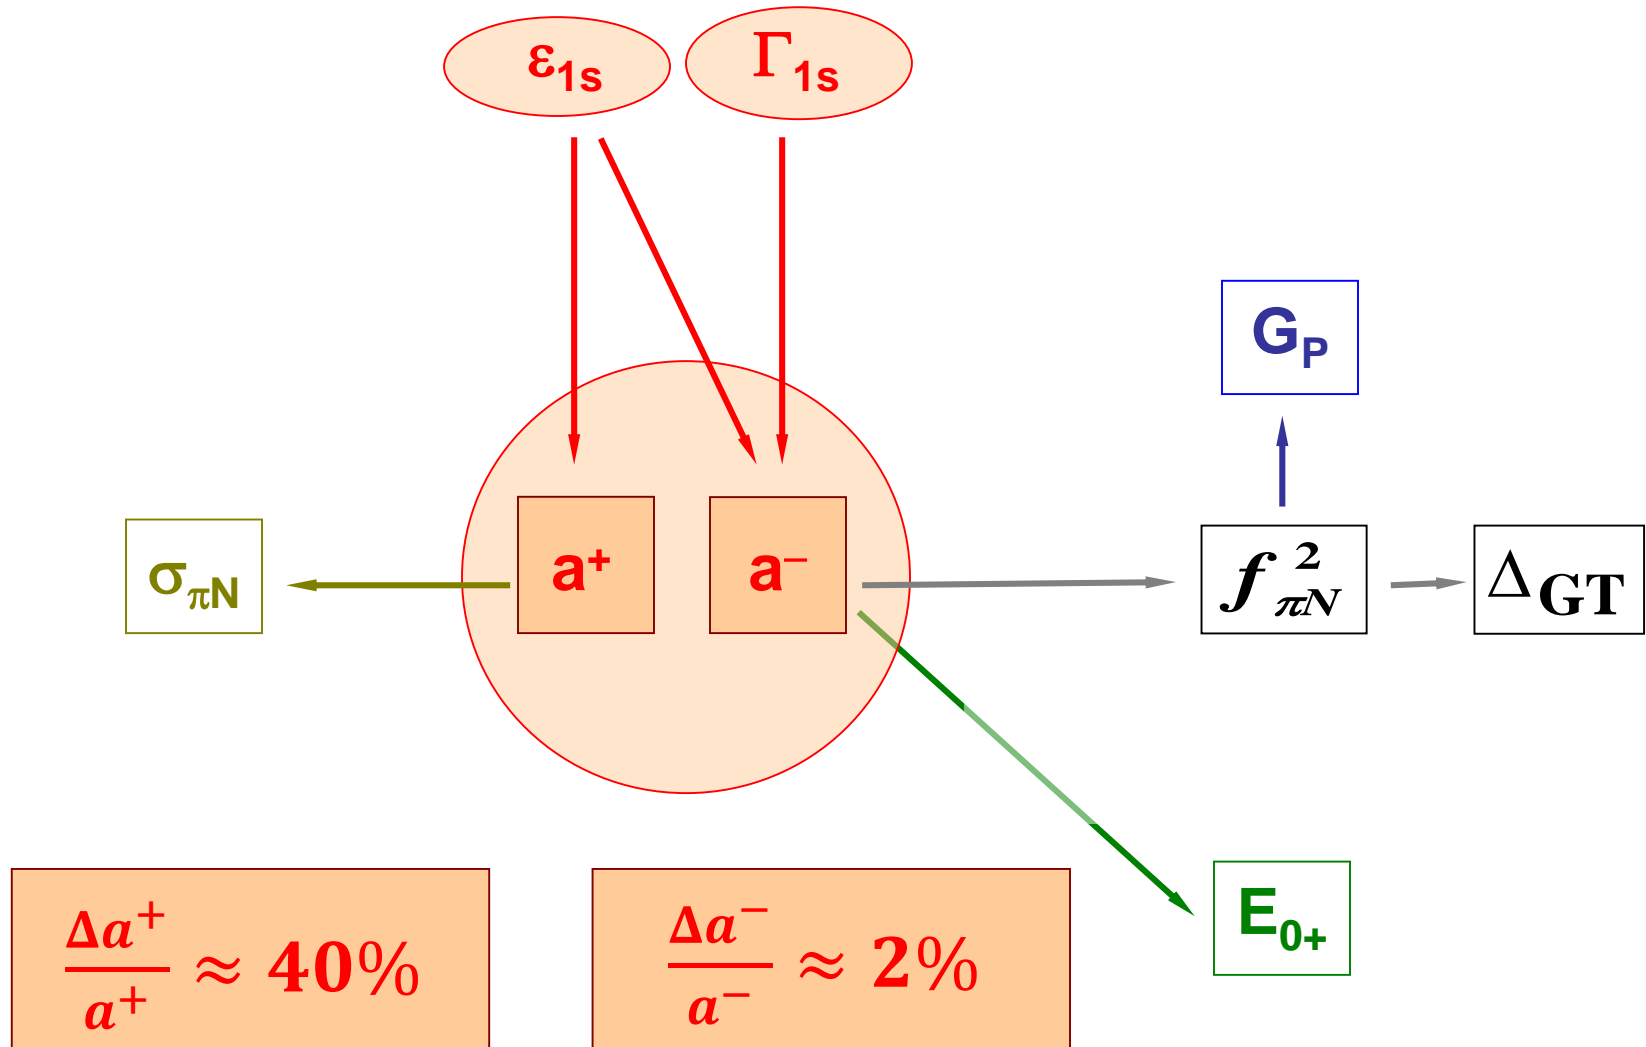 ε1s
Γ1s
GP
σπN
a+
a–
f 2πN
ΔGT
E0+
Δa+/a+ ≈ 40%
Δa−/a− ≈ 2%